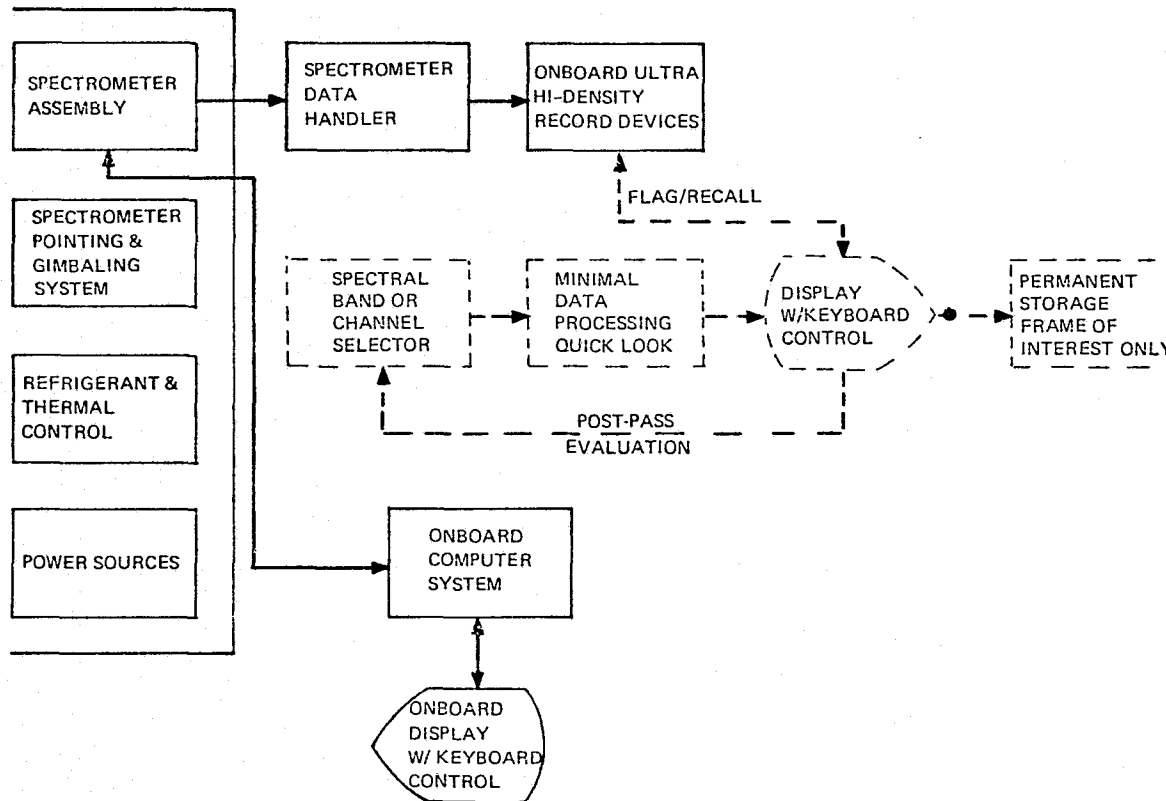 SPECTROMETER
ASSEMBLY
SPECTROMETER
DATA
HANDLER
ONBOARD ULTRA
HI-DENSITY
RECORD DEVICES
FLAG/RECALL
SPECTROMETER
POINTING &
GIMBALING
SYSTEM
SPECTRAL
BAND OR
CHANNEL
SELECTOR
MINIMAL
DATA
PROCESSING
QUICK LOOK
DISPLAY
W/KEYBOARD
CONTROL
PERMANENT
STORAGE
FRAME OF
INTEREST ONLY
REFRIGERANT &
THERMAL
CONTROL
POST-PASS
EVALUATION
POWER SOURCES
ONBOARD
COMPUTER
SYSTEM
ONBOARD
DISPLAY
W/ KEYBOARD
CONTROL